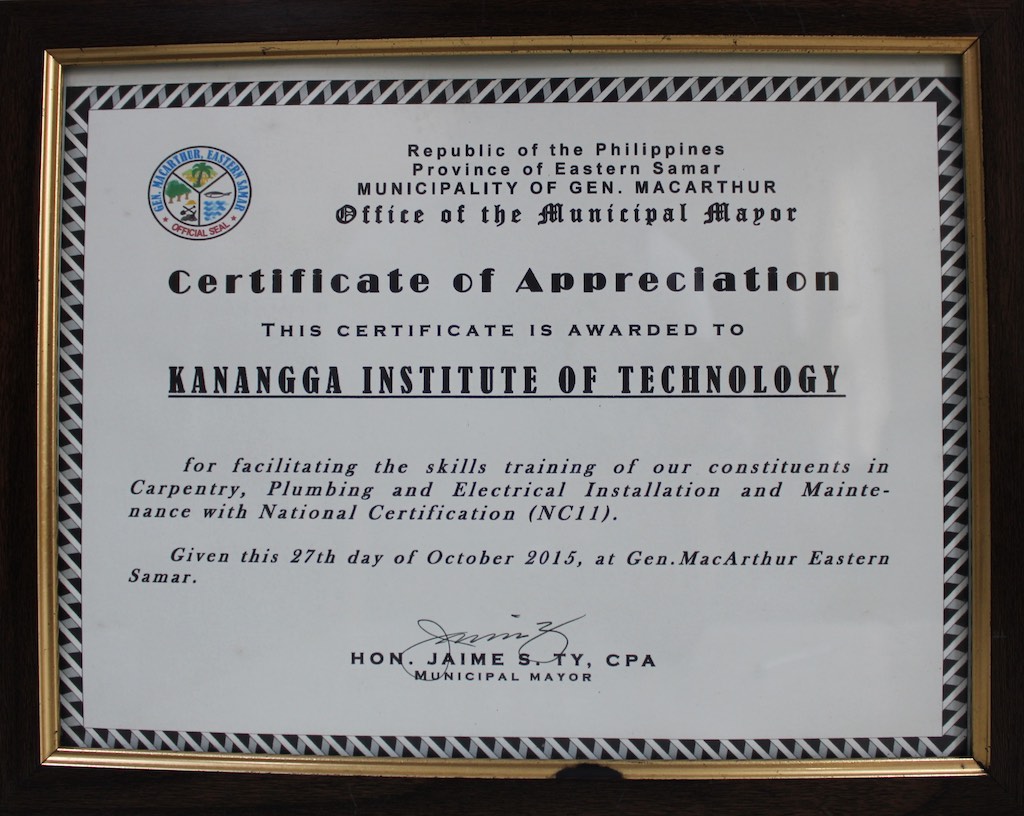 GEN. MACARTHUR, EASTERN SAMAR
★ OFFICIAL SEAL ★
Republic of the Philippines
Province of Eastern Samar
MUNICIPALITY OF GEN. MACARTHUR
Office of the Municipal Mayor
Certificate of Appreciation
THIS CERTIFICATE IS AWARDED TO
KANANGGA INSTITUTE OF TECHNOLOGY
for facilitating the skills training of our constituents in
Carpentry, Plumbing and Electrical Installation and Mainte-
nance with National Certification (NC11).
Given this 27th day of October 2015, at Gen.MacArthur Eastern
Samar.
HON. JAIME S. TY, CPA
MUNICIPAL MAYOR